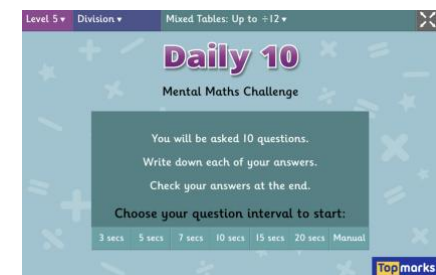 Level 5▾ Division▾ Mixed Tables: Up to ÷12▾
Daily 10
Mental Maths Challenge
You will be asked 10 questions.
Write down each of your answers.
Check your answers at the end.
Choose your question interval to start:
3 secs 5 secs 7 secs 10 secs 15 secs 20 secs Manual
Topmarks